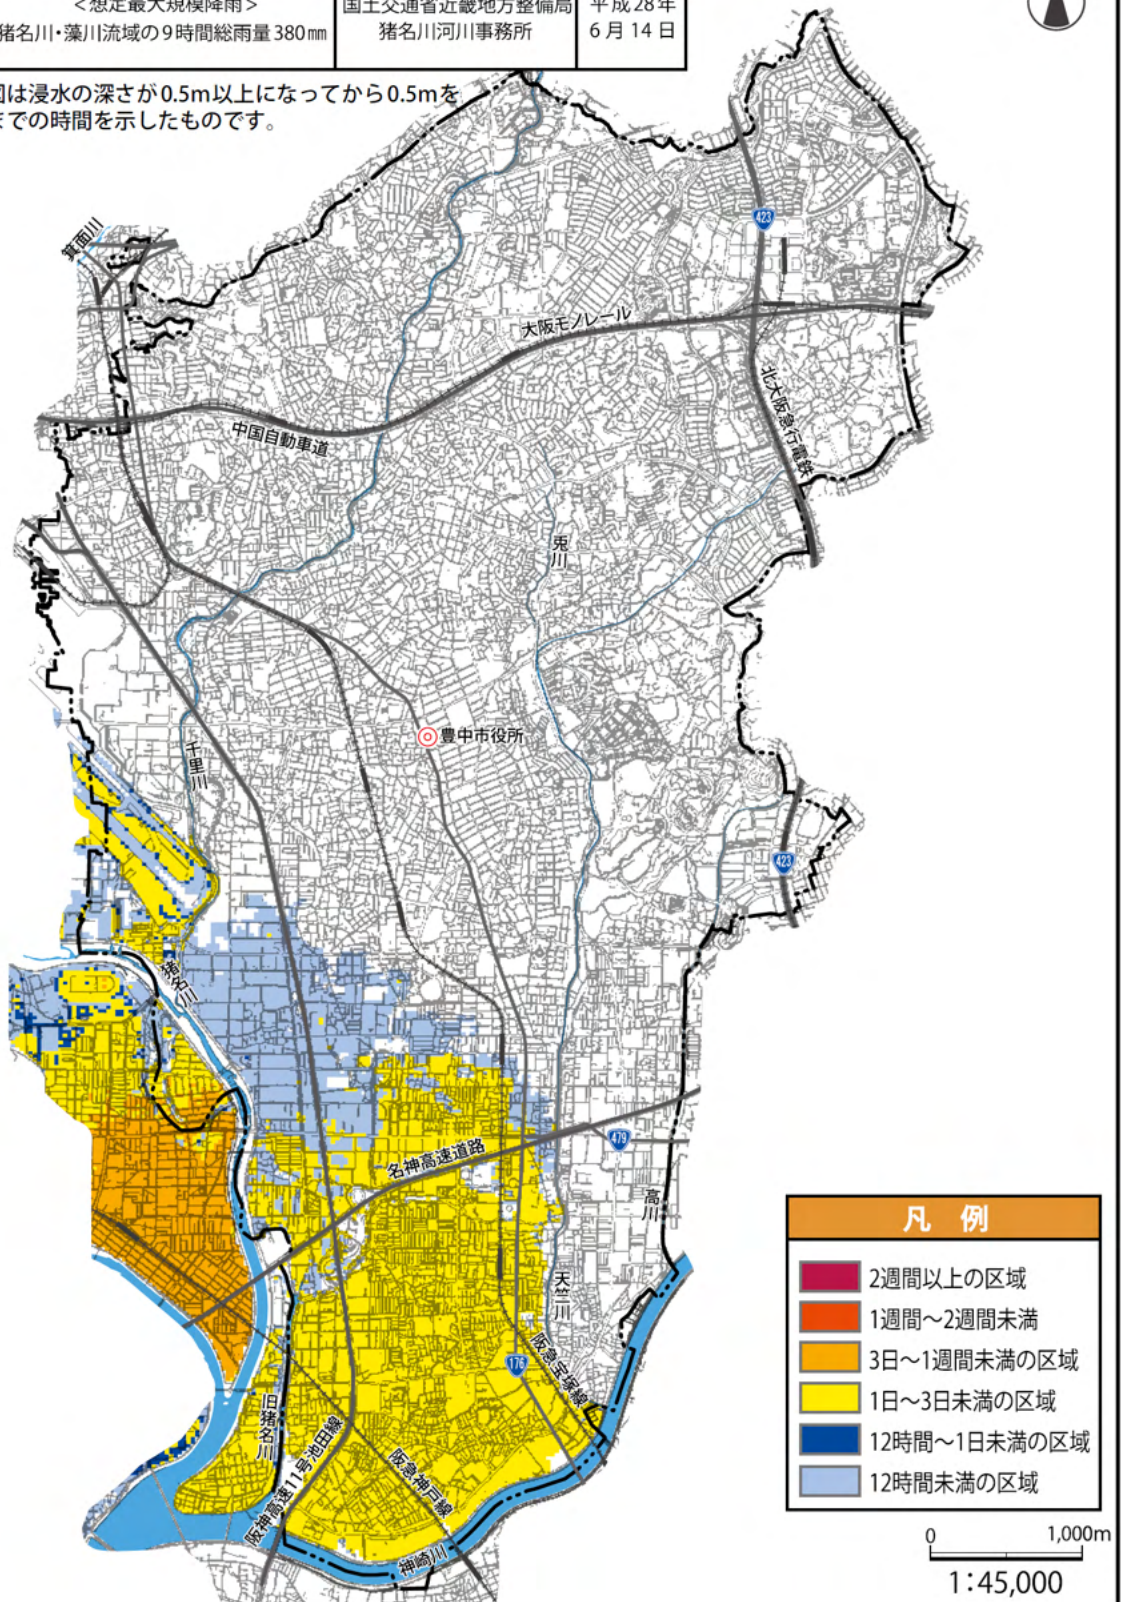 ＜想定最大規模降雨＞
猪名川・藻川流域の9時間総雨量380㎜
国土交通省近畿地方整備局
猪名川河川事務所
平成28年
6月14日
図は浸水の深さが0.5m以上になってから0.5mを
までの時間を示したものです。
箕面川
423
大阪モノレール
北大阪急行電鉄
中国自動車道
兎川
豊中市役所
千里川
423
猪名川
名神高速道路
479
高川
天竺川
阪急宝塚線
176
旧猪名川
阪神高速11号池田線
阪急神戸線
神崎川
凡 例
2週間以上の区域
1週間～2週間未満
3日～1週間未満の区域
1日～3日未満の区域
12時間～1日未満の区域
12時間未満の区域
0 1,000m
1:45,000